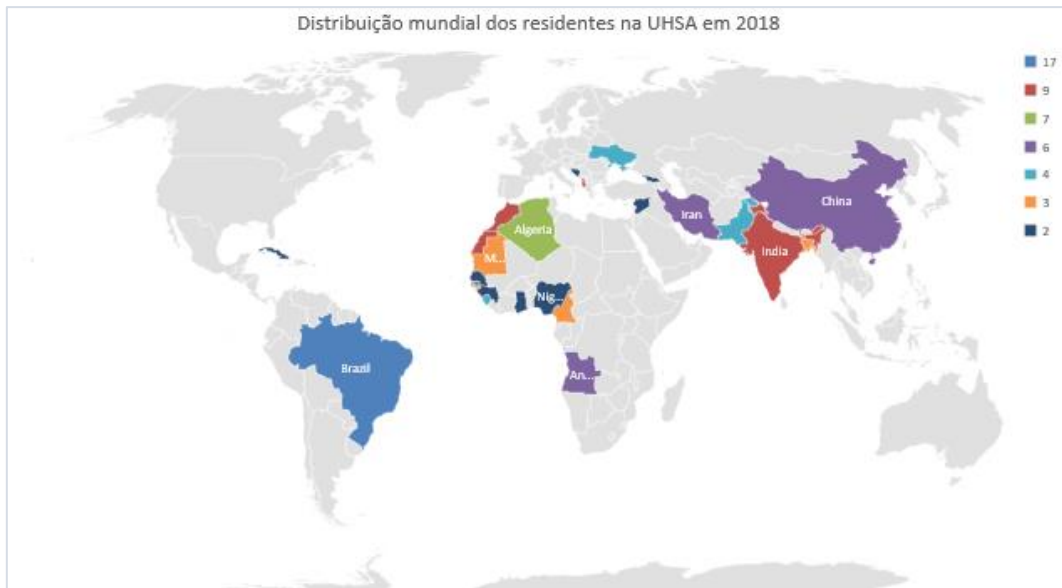 Distribuição mundial dos residentes na UHSA em 2018
17
9
7
6
4
3
2
China
Iran
Algeria
India
M...
Nig...
An...
Brazil